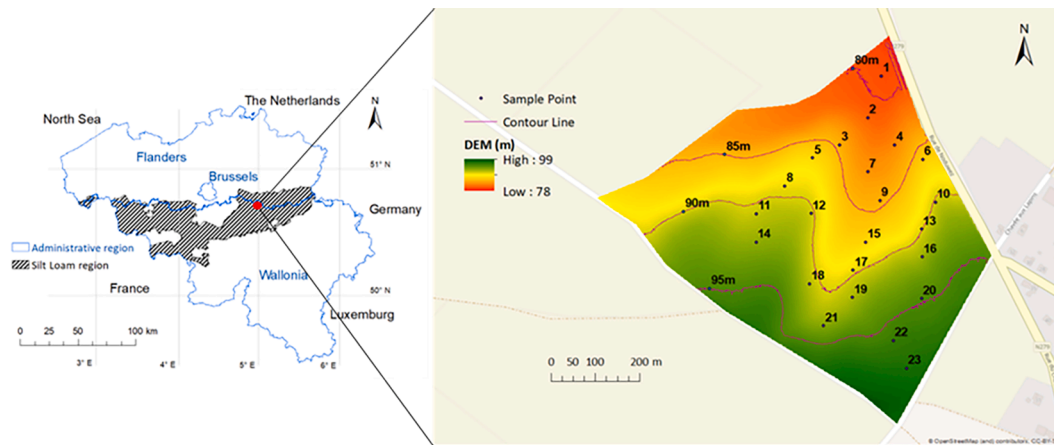 North Sea
The Netherlands
N
Flanders
51° N
Brussels
Germany
Administrative region
Silt Loam region
Wallonia
France
50° N
Luxemburg
0 25 50 100 km
3° E
4° E
5° E
6° E
N
Sample Point
Contour Line
DEM (m)
High : 99
Low : 78
80m
1
2
3
4
5
6
85m
7
8
9
10
90m
11
12
13
14
15
16
17
18
95m
19
20
21
22
23
0 50 100 200 m
N279
© OpenStreetMap (and) contributors, CC-BY-